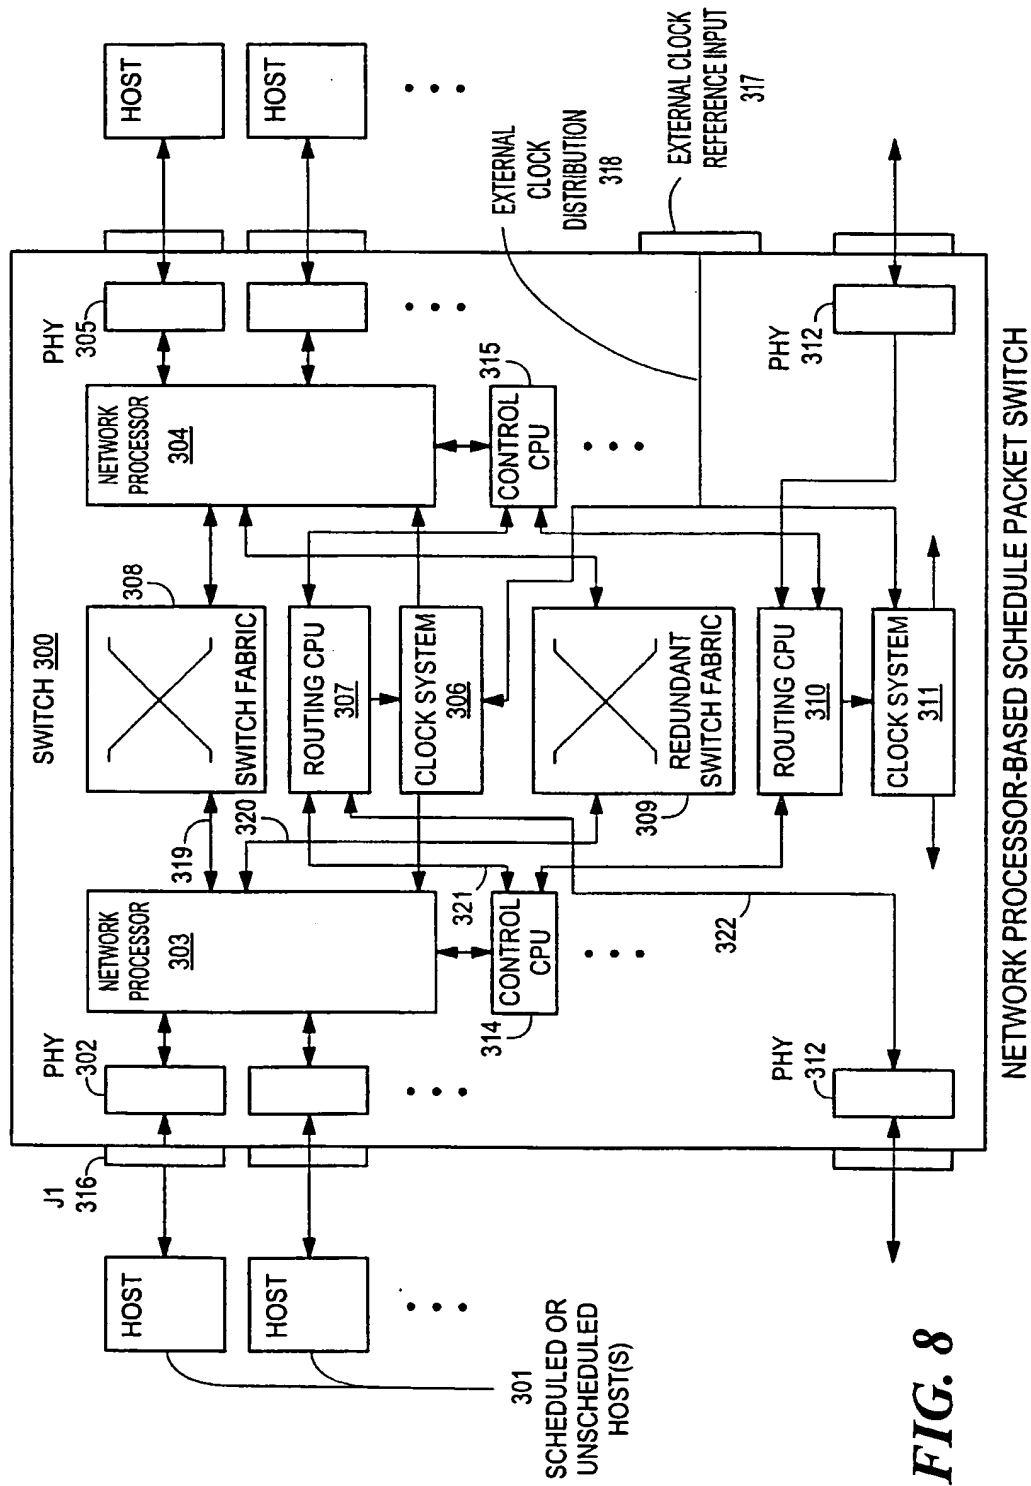 SWITCH 300
HOST
HOST
J1
316
PHY
302
NETWORK
PROCESSOR
303
319
320
308
SWITCH FABRIC
NETWORK
PROCESSOR
304
PHY
305
HOST
HOST
301
SCHEDULED OR
UNSCHEDULED
HOST(S)
314
CONTROL
CPU
321
ROUTING CPU
307
CLOCK SYSTEM
306
CONTROL
CPU
315
EXTERNAL
CLOCK
DISTRIBUTION
318
EXTERNAL CLOCK
REFERENCE INPUT
317
309
REDUNDANT
SWITCH FABRIC
322
ROUTING CPU
310
CLOCK SYSTEM
311
PHY
312
PHY
312
NETWORK PROCESSOR-BASED SCHEDULE PACKET SWITCH
FIG. 8